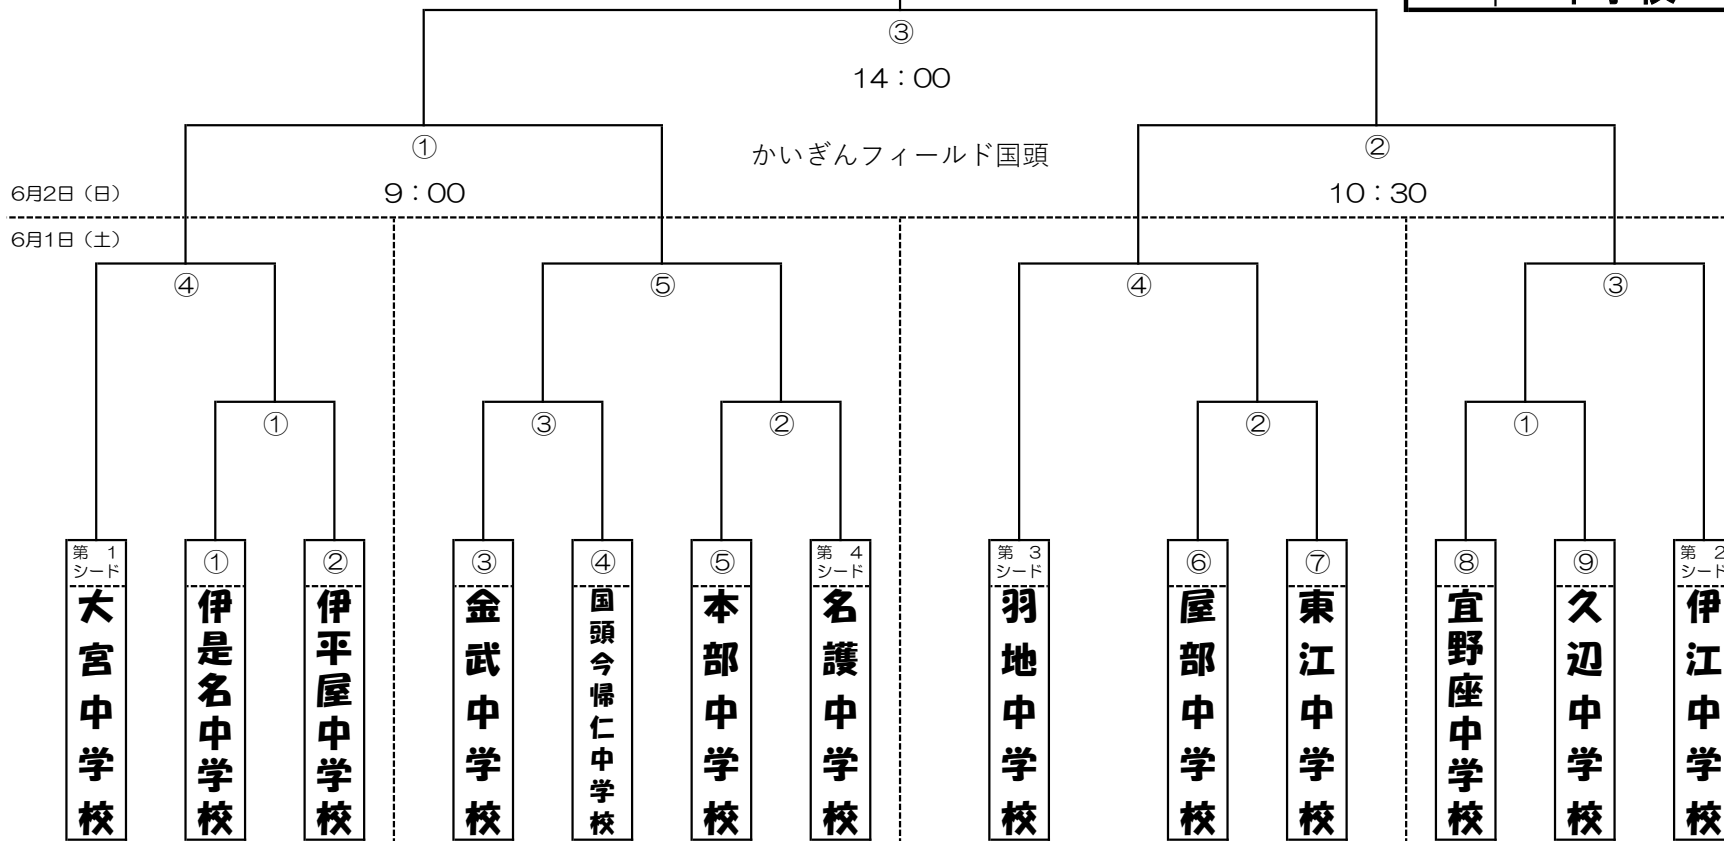 ③
14：00
①
かいぎんフィールド国頭
②
6月2日（日）
9：00
10：30
6月1日（土）
④
⑤
④
③
①
③
②
②
①
第　1
シード
大宮中学校
①
伊是名中学校
②
伊平屋中学校
③
金武中学校
④
国頭今帰仁中学校
⑤
本部中学校
第　4
シード
名護中学校
第　3
シード
羽地中学校
⑥
屋部中学校
⑦
東江中学校
⑧
宜野座中学校
⑨
久辺中学校
第　2
シード
伊江中学校